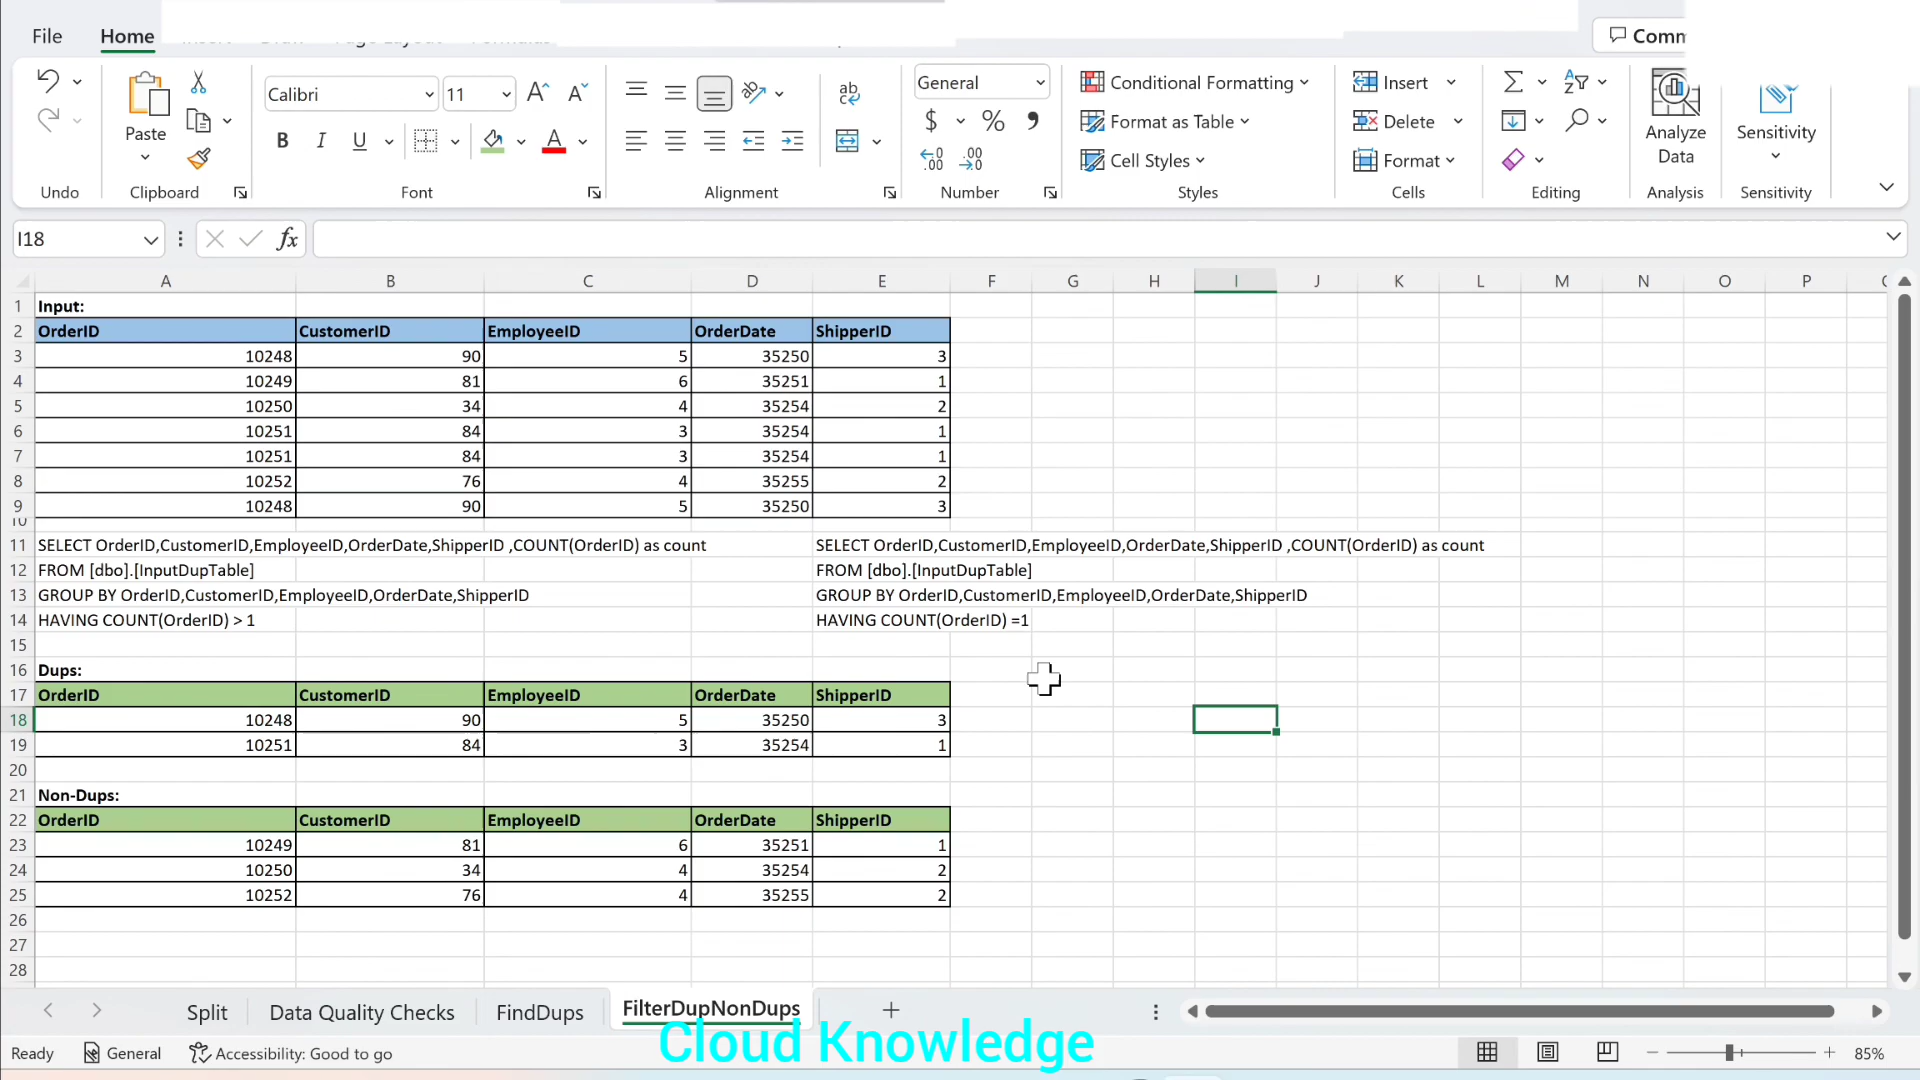 File Home Comm
Paste
Calibri 11
ab
General
$ % 9
Conditional Formatting
Format as Table
Cell Styles
Insert
Delete
Format
Analyze Data
Sensitivity
Undo Clipboard Font Alignment Number Styles Cells Editing Analysis Sensitivity
I18 fx
A B C D E F G H I J K L M N O P
1 Input:
2 OrderID CustomerID EmployeeID OrderDate ShipperID
3 10248 90 5 35250 3
4 10249 81 6 35251 1
5 10250 34 4 35254 2
6 10251 84 3 35254 1
7 10251 84 3 35254 1
8 10252 76 4 35255 2
9 10248 90 5 35250 3
10
11 SELECT OrderID,CustomerID,EmployeeID,OrderDate,ShipperID ,COUNT(OrderID) as count SELECT OrderID,CustomerID,EmployeeID,OrderDate,ShipperID ,COUNT(OrderID) as count
12 FROM [dbo].[InputDupTable] FROM [dbo].[InputDupTable]
13 GROUP BY OrderID,CustomerID,EmployeeID,OrderDate,ShipperID GROUP BY OrderID,CustomerID,EmployeeID,OrderDate,ShipperID
14 HAVING COUNT(OrderID) > 1 HAVING COUNT(OrderID) =1
15
16 Dups:
17 OrderID CustomerID EmployeeID OrderDate ShipperID
18 10248 90 5 35250 3
19 10251 84 3 35254 1
20
21 Non-Dups:
22 OrderID CustomerID EmployeeID OrderDate ShipperID
23 10249 81 6 35251 1
24 10250 34 4 35254 2
25 10252 76 4 35255 2
26
27
28
Split Data Quality Checks FindDups FilterDupNonDups
Cloud Knowledge
Ready General Accessibility: Good to go 85%